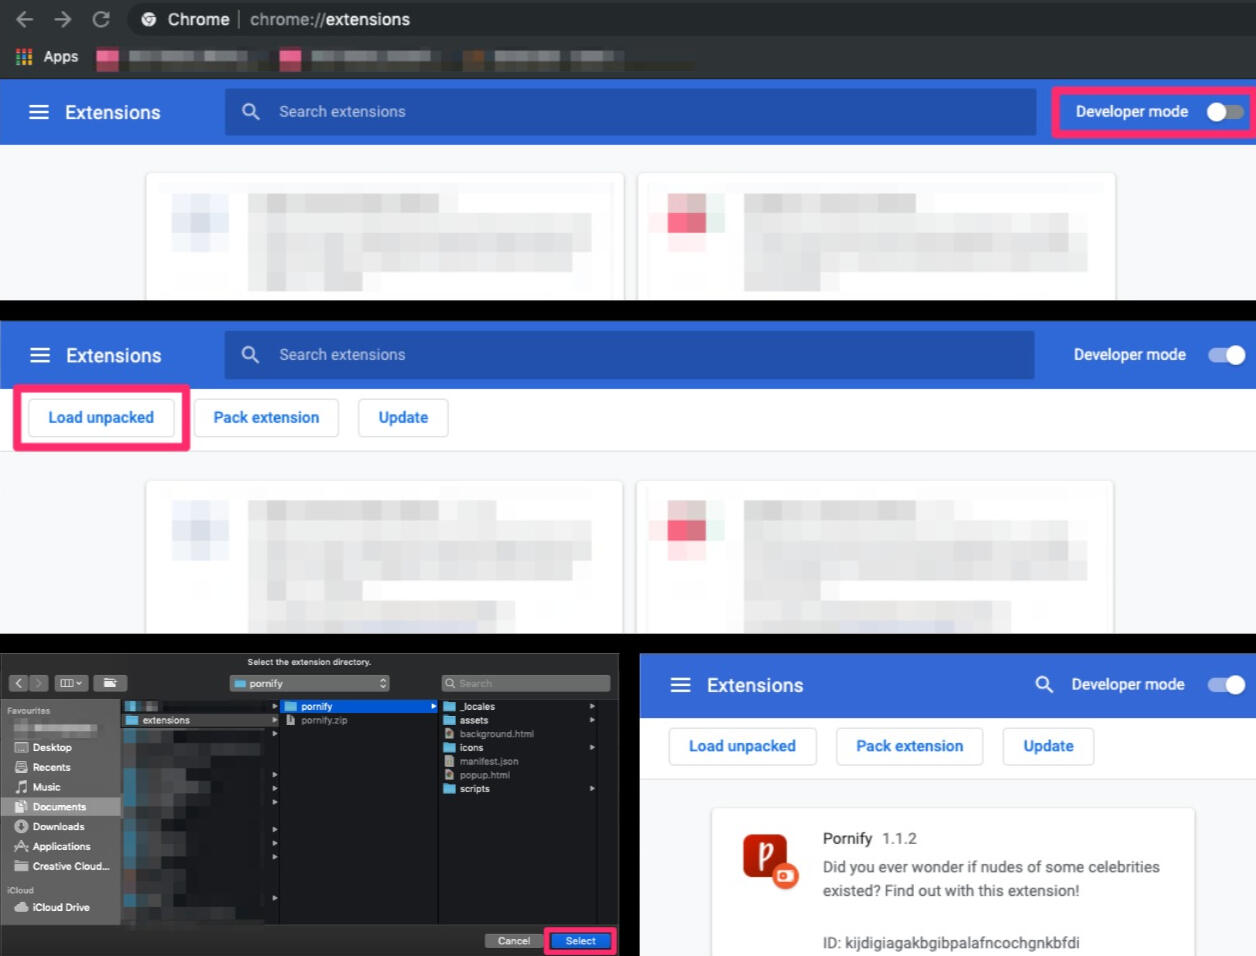 Chrome | chrome://extensions
Apps
Extensions
Search extensions
Developer mode
Extensions
Search extensions
Developer mode
Load unpacked
Pack extension
Update
Select the extension directory.
pornify
Search
Favourites
Desktop
Recents
Music
Documents
Downloads
Applications
Creative Cloud...
iCloud
iCloud Drive
extensions
pornify
pornify.zip
_locales
assets
background.html
icons
manifest.json
popup.html
scripts
Cancel
Select
Extensions
Developer mode
Load unpacked
Pack extension
Update
p
Pornify 1.1.2
Did you ever wonder if nudes of some celebrities
existed? Find out with this extension!
ID: kijdigiagakbgibpalafncochgnkbfdi